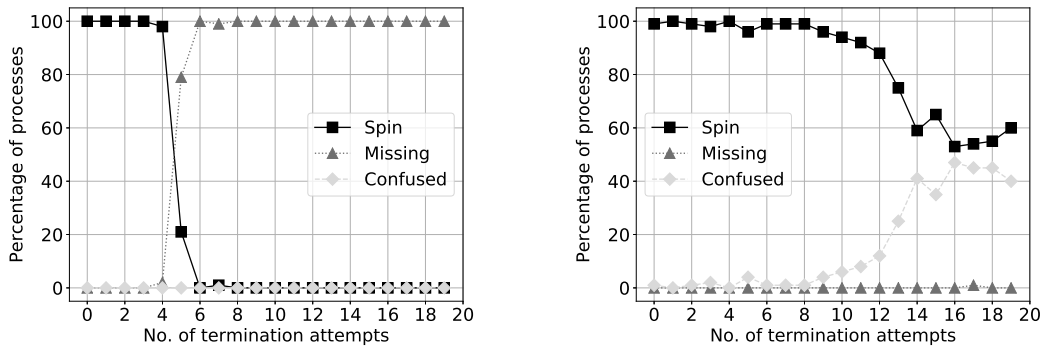 Percentage of processes
100
80
60
40
20
0
Spin
Missing
Confused
0 2 4 6 8 10 12 14 16 18 20
No. of termination attempts
Percentage of processes
100
80
60
40
20
0
Spin
Missing
Confused
0 2 4 6 8 10 12 14 16 18 20
No. of termination attempts